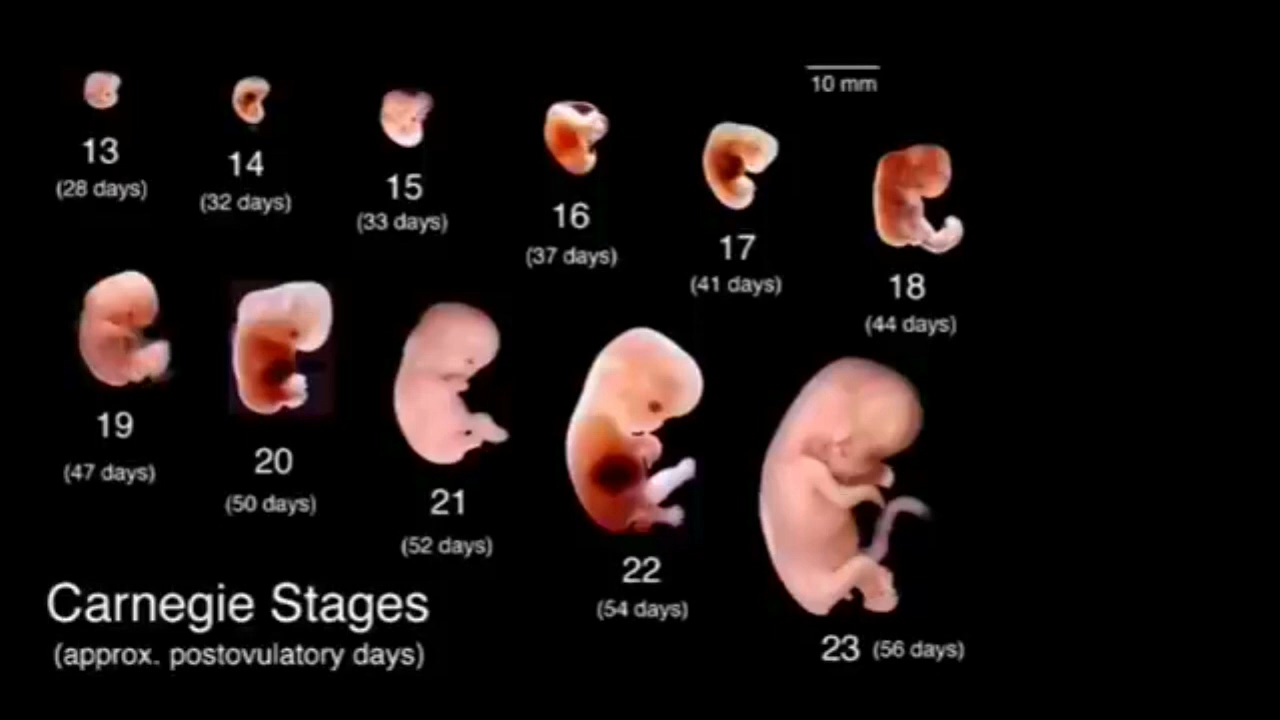 10 mm
13
(28 days)
14
(32 days)
15
(33 days)
16
(37 days)
17
(41 days)
18
(44 days)
19
(47 days)
20
(50 days)
21
(52 days)
22
(54 days)
23 (56 days)
Carnegie Stages
(approx. postovulatory days)